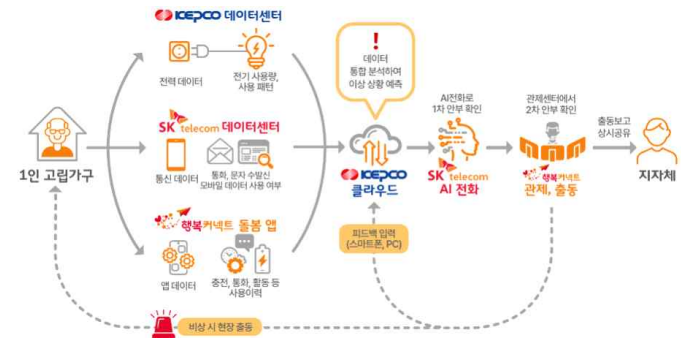 KEPCO 데이터센터
전력 데이터
전기 사용량,
사용 패턴
SK telecom 데이터센터
통신 데이터
통화, 문자 수발신
모바일 데이터 사용 여부
행복커넥트 돌봄 앱
앱 데이터
충전, 통화, 활동 등
사용이력
1인 고립가구
!
데이터
통합 분석하여
이상 상황 예측
KEPCO
클라우드
AI전화로
1차 안부 확인
SK telecom
AI 전화
관제센터에서
2차 안부 확인
행복커넥트
관제, 출동
출동보고
상시공유
지자체
피드백 입력
(스마트폰, PC)
비상 시 현장 출동